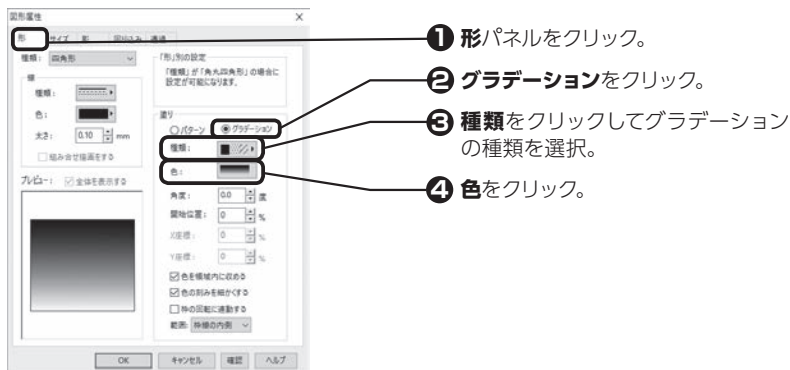 図形属性
×
形
サイズ
影
回り込み
透過
種類：
四角形
線
種類：
色：
太さ：
0.10
mm
組み合せ描画をする
プレビュー：
全体を表示する
「形」別の設定
「種類」が「角丸四角形」の場合に
設定が可能になります。
塗り
パターン
グラデーション
種類：
色：
角度：
0.0
度
開始位置：
0
%
X座標：
0
%
Y座標：
0
%
色を領域内に収める
色の刻みを細かくする
枠の回転に連動する
範囲：
枠線の内側
OK
キャンセル
確認
ヘルプ
❶ 形パネルをクリック。
❷ グラデーションをクリック。
❸ 種類をクリックしてグラデーション
の種類を選択。
❹ 色をクリック。